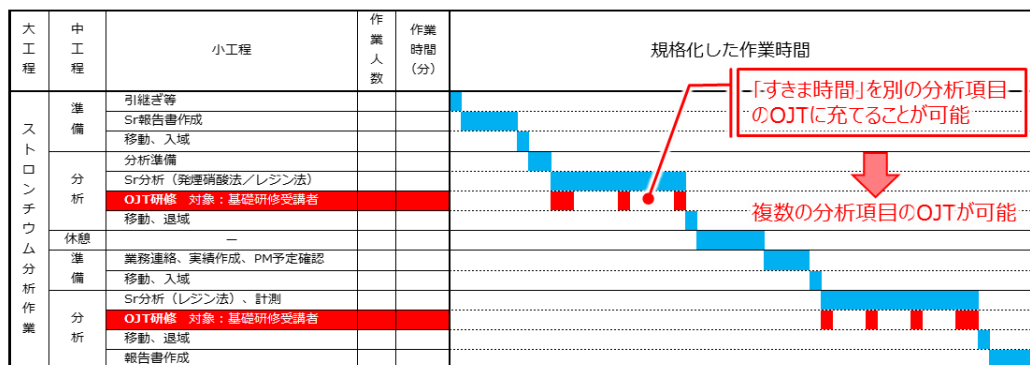 大工程 中工程 小工程 作業人数 作業時間（分） 規格化した作業時間
ストロンチウム分析作業
準備
引継ぎ等
Sr報告書作成
移動、入域
分析
分析準備
Sr分析（発煙硝酸法／レジン法）
OJT研修 対象：基礎研修受講者
移動、退域
休憩 －
準備
業務連絡、実績作成、PM予定確認
移動、入域
分析
Sr分析（レジン法）、計測
OJT研修 対象：基礎研修受講者
移動、退域
報告書作成
「すきま時間」を別の分析項目
のOJTに充てることが可能
複数の分析項目のOJTが可能